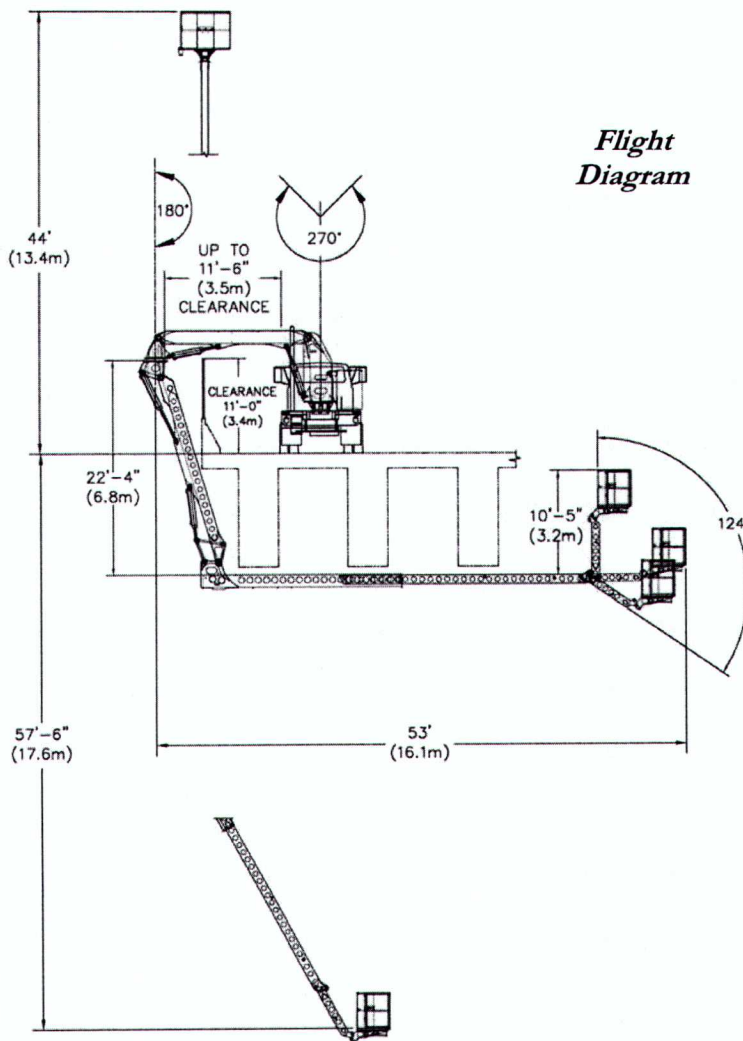 Flight
Diagram
180°
270°
44'
(13.4m)
UP TO
11'-6"
(3.5m)
CLEARANCE
CLEARANCE
11'-0"
(3.4m)
22'-4"
(6.8m)
10'-5"
(3.2m)
124
57'-6"
(17.6m)
53'
(16.1m)